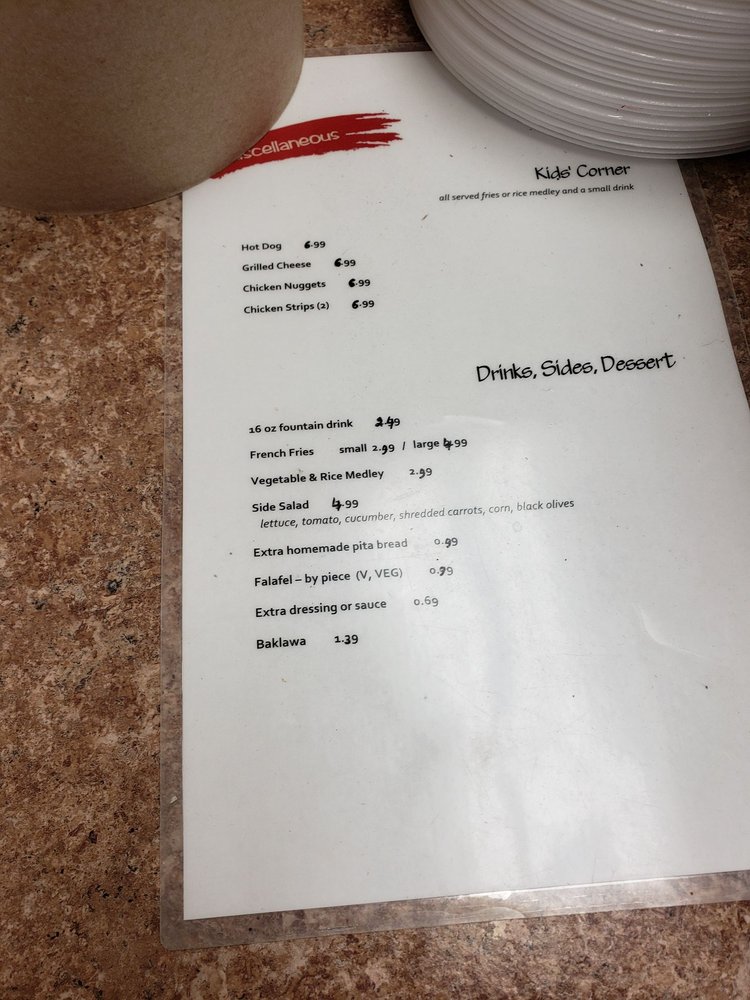 scellaneous
Kids' Corner
all served fries or rice medley and a small drink
Hot Dog 6.99
Grilled Cheese 6.99
Chicken Nuggets 6.99
Chicken Strips (2) 6.99
Drinks, Sides, Dessert
16 oz fountain drink 2.49
French Fries small 2.99 / large 4.99
Vegetable & Rice Medley 2.99
Side Salad 4.99
lettuce, tomato, cucumber, shredded carrots, corn, black olives
Extra homemade pita bread 0.99
Falafel – by piece (V, VEG) 0.99
Extra dressing or sauce 0.69
Baklawa 1.39